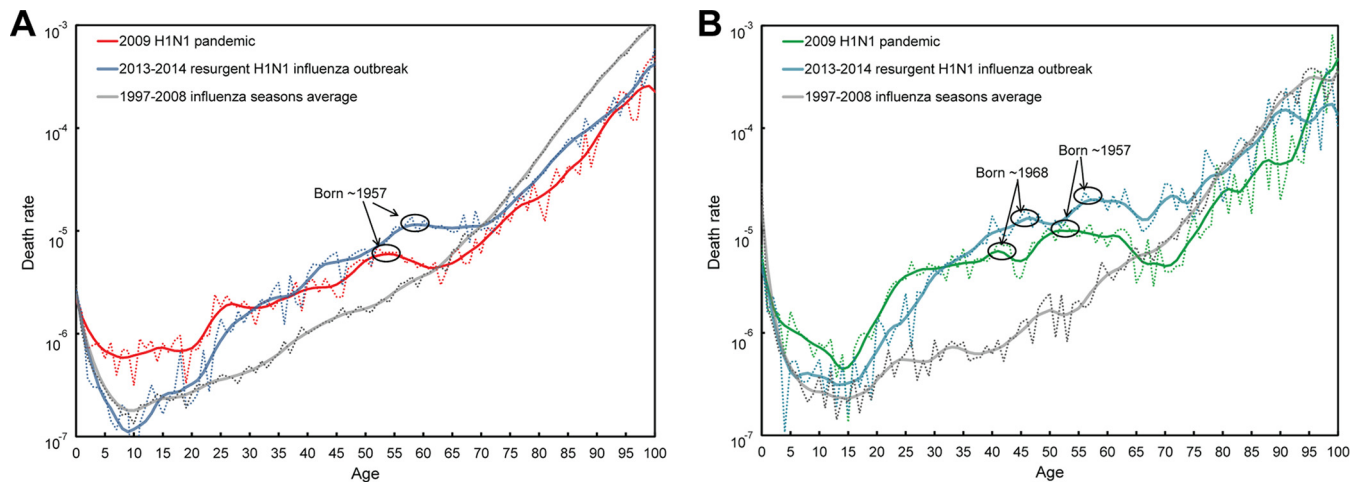 A
2009 H1N1 pandemic
2013-2014 resurgent H1N1 influenza outbreak
1997-2008 influenza seasons average
Born ~1957
Death rate
10-3
10-4
10-5
10-6
10-7
0 5 10 15 20 25 30 35 40 45 50 55 60 65 70 75 80 85 90 95 100
Age
B
2009 H1N1 pandemic
2013-2014 resurgent H1N1 influenza outbreak
1997-2008 influenza seasons average
Born ~1957
Born ~1968
Death rate
10-3
10-4
10-5
10-6
10-7
0 5 10 15 20 25 30 35 40 45 50 55 60 65 70 75 80 85 90 95 100
Age